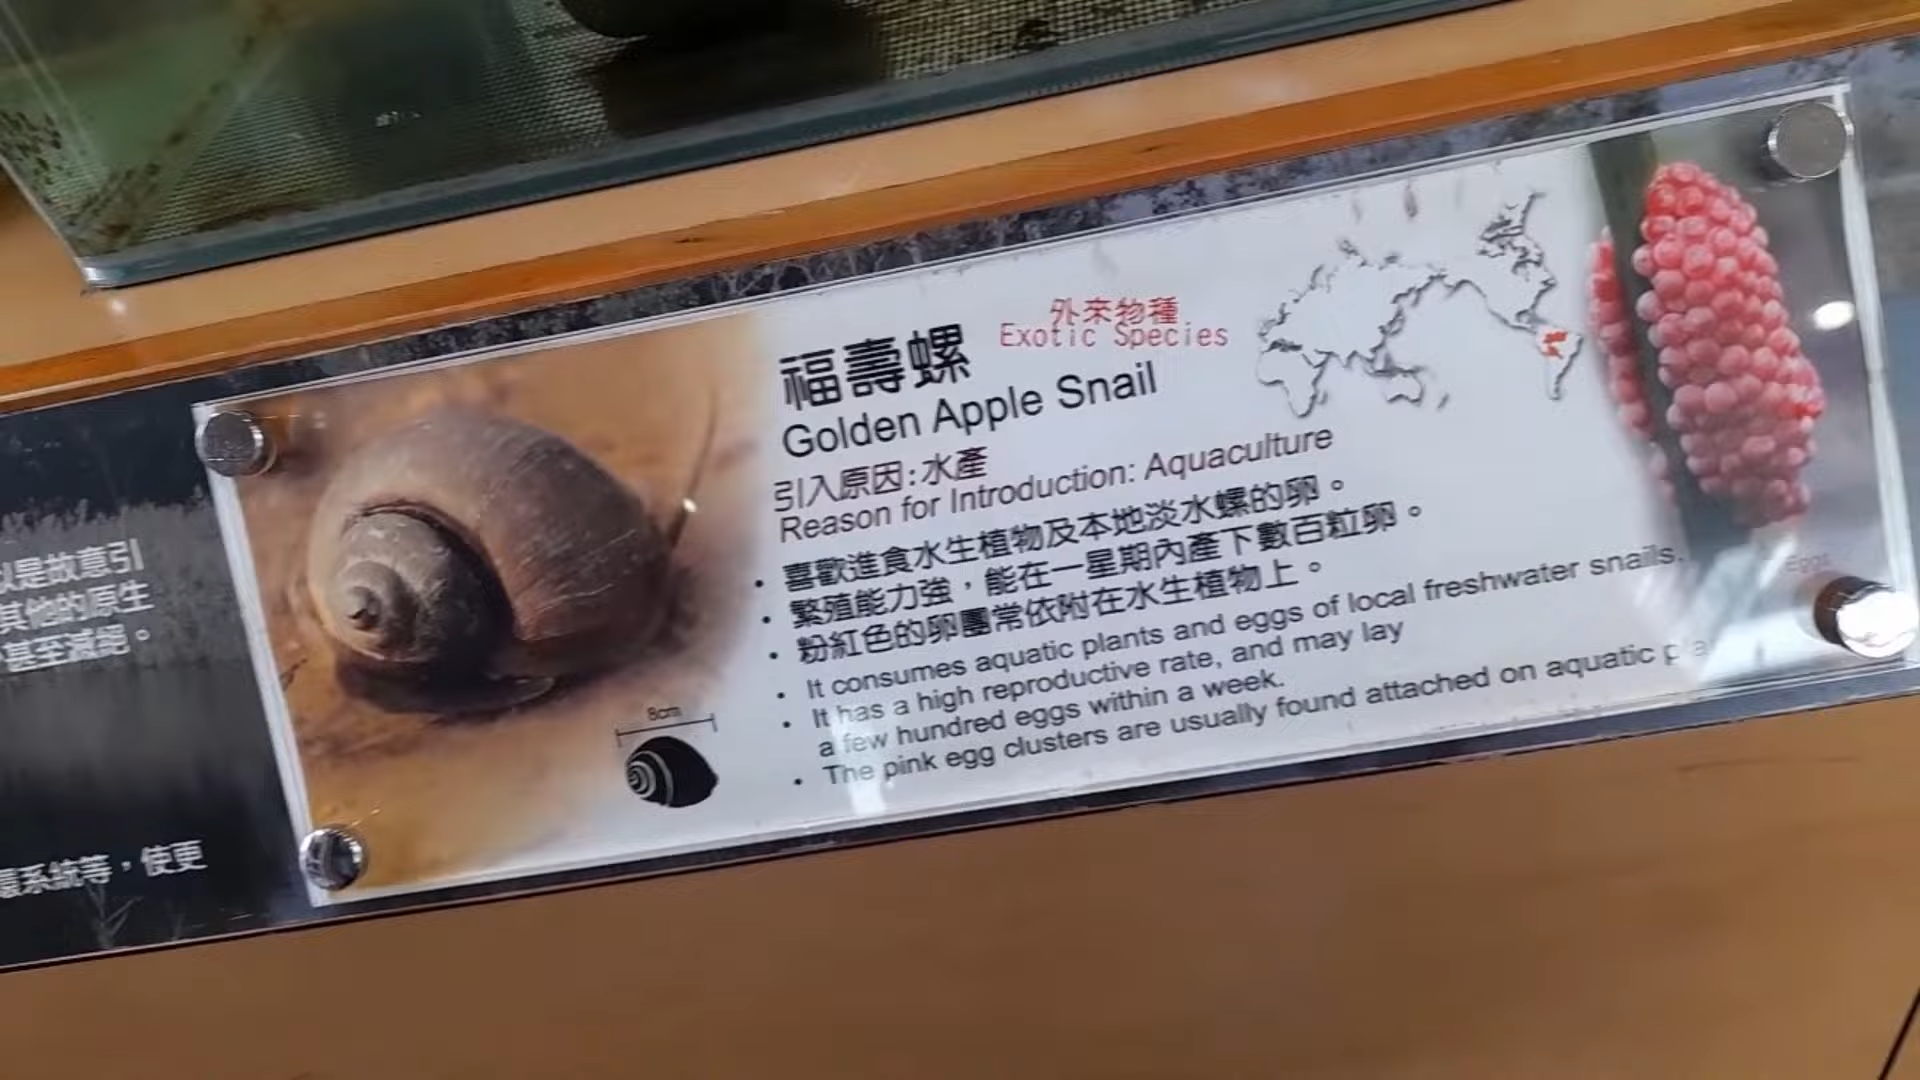 以是故意引
其他的原生
甚至滅絕。
系統等，使更
福壽螺
外來物種
Exotic Species
Golden Apple Snail
引入原因:水產
Reason for Introduction: Aquaculture
• 喜歡進食水生植物及本地淡水螺的卵。
• 繁殖能力強，能在一星期內產下數百粒卵。
• 粉紅色的卵團常依附在水生植物上。
• It consumes aquatic plants and eggs of local freshwater snails.
• It has a high reproductive rate, and may lay
a few hundred eggs within a week.
• The pink egg clusters are usually found attached on aquatic
8cm
Eggs